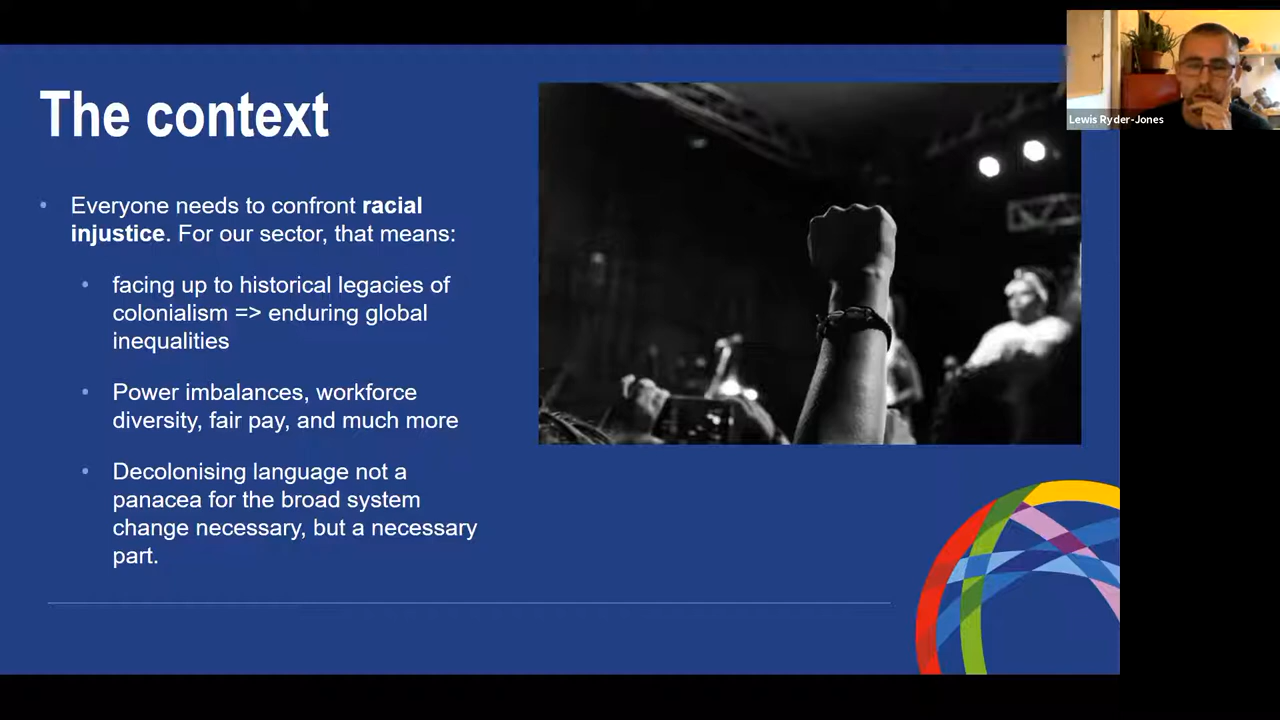 The context
Everyone needs to confront racial
injustice. For our sector, that means:
facing up to historical legacies of
colonialism => enduring global
inequalities
Power imbalances, workforce
diversity, fair pay, and much more
Decolonising language not a
panacea for the broad system
change necessary, but a necessary
part.
Lewis Ryder-Jones